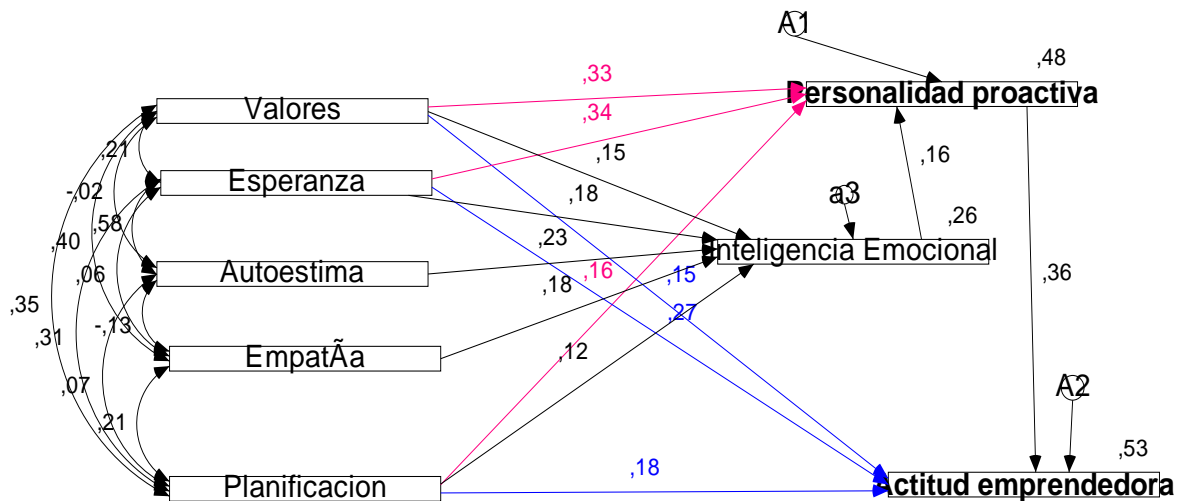 A1
,48
,33
Personalidad proactiva
Valores
,34
,21
,15
,16
Esperanza
-,02
,18
a3
,58
,26
,40
,23
Inteligencia Emocional
Autoestima
,06
,16
,15
,36
,18
,35
,27
-,13
,31
,12
EmpatÃa
A2
,07
,21
,53
,18
Planificacion
Actitud emprendedora